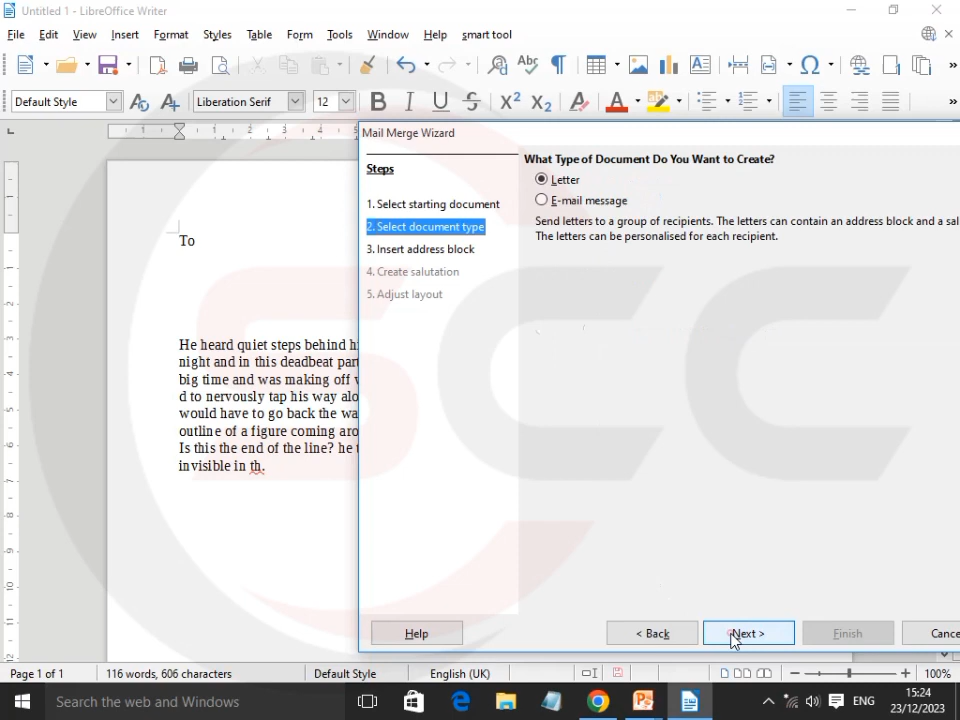 Untitled 1 - LibreOffice Writer
File Edit View Insert Format Styles Table Form Tools Window Help smart tool
Default Style Liberation Serif 12
Mail Merge Wizard
Steps
1. Select starting document
2. Select document type
3. Insert address block
4. Create salutation
5. Adjust layout
What Type of Document Do You Want to Create?
Letter
E-mail message
Send letters to a group of recipients. The letters can contain an address block and a sal
The letters can be personalised for each recipient.
To
He heard quiet steps behind hi
night and in this deadbeat part
big time and was making off w
d to nervously tap his way alo
would have to go back the wa
outline of a figure coming aro
Is this the end of the line? he t
invisible in th.
Help < Back Next > Finish Cance
Page 1 of 1 116 words, 606 characters Default Style English (UK) 100%
Search the web and Windows ENG 15:24
23/12/2023
SCC